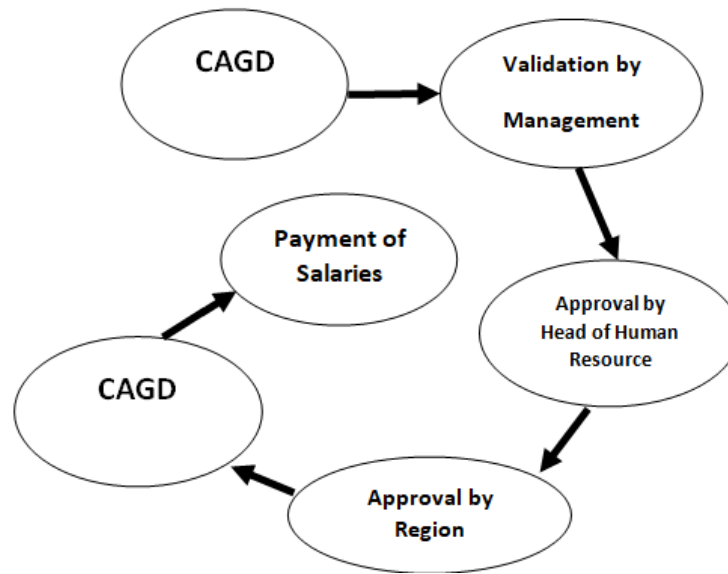 CAGD
Validation by
Management
Approval by
Head of Human
Resource
Approval by
Region
CAGD
Payment of
Salaries